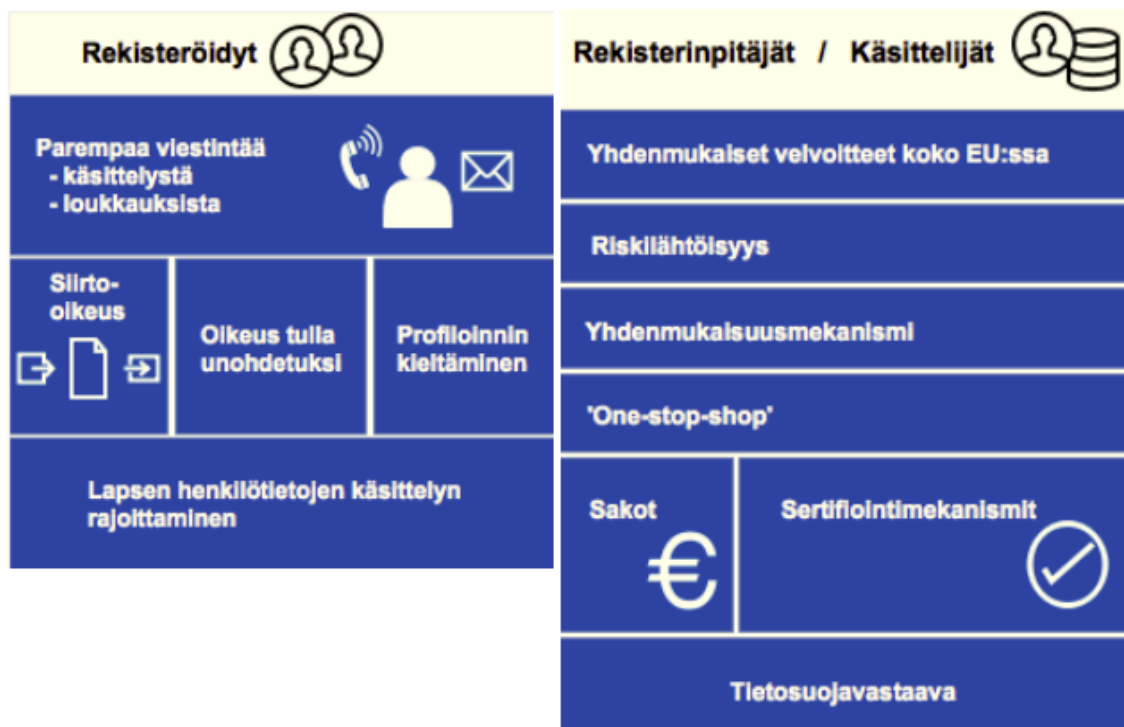 Rekisteröidyt
Parempaa viestintää
- käsittelystä
- loukkauksista
Siirto-
oikeus
Oikeus tulla
unohdetuksi
Profiloinnin
kieltäminen
Lapsen henkilötietojen käsittelyn
rajoittaminen
Rekisterinpitäjät / Käsittelijät
Yhdenmukaiset velvoitteet koko EU:ssa
Riskilähtöisyys
Yhdenmukaisuusmekanismi
'One-stop-shop'
Sakot
€
Sertifiointimekanismit
Tietosuojavastaava